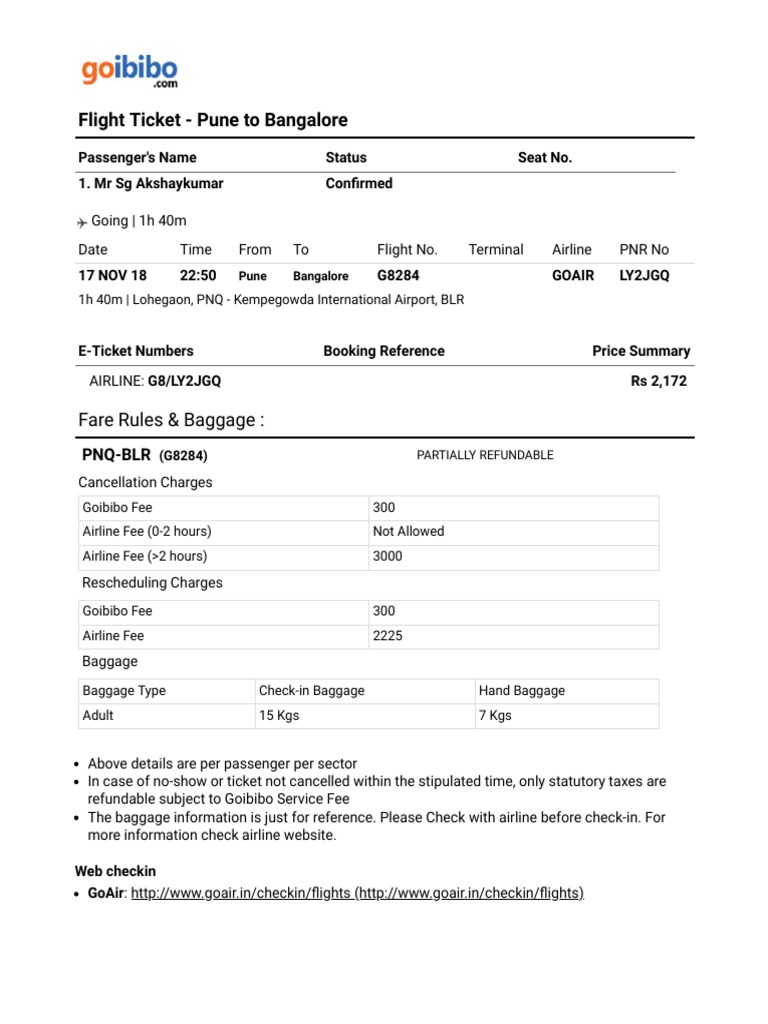 goibibo
.com
Flight Ticket - Pune to Bangalore
Passenger's Name Status Seat No.
1. Mr Sg Akshaykumar Confirmed
Going | 1h 40m
Date Time From To Flight No. Terminal Airline PNR No
17 NOV 18 22:50 Pune Bangalore G8284 GOAIR LY2JGQ
1h 40m | Lohegaon, PNQ - Kempegowda International Airport, BLR
E-Ticket Numbers Booking Reference Price Summary
AIRLINE: G8/LY2JGQ Rs 2,172
Fare Rules & Baggage :
PNQ-BLR (G8284) PARTIALLY REFUNDABLE
Cancellation Charges
Goibibo Fee 300
Airline Fee (0-2 hours) Not Allowed
Airline Fee (>2 hours) 3000
Rescheduling Charges
Goibibo Fee 300
Airline Fee 2225
Baggage
Baggage Type Check-in Baggage Hand Baggage
Adult 15 Kgs 7 Kgs
• Above details are per passenger per sector
• In case of no-show or ticket not cancelled within the stipulated time, only statutory taxes are
refundable subject to Goibibo Service Fee
• The baggage information is just for reference. Please Check with airline before check-in. For
more information check airline website.
Web checkin
• GoAir: http://www.goair.in/checkin/flights (http://www.goair.in/checkin/flights)